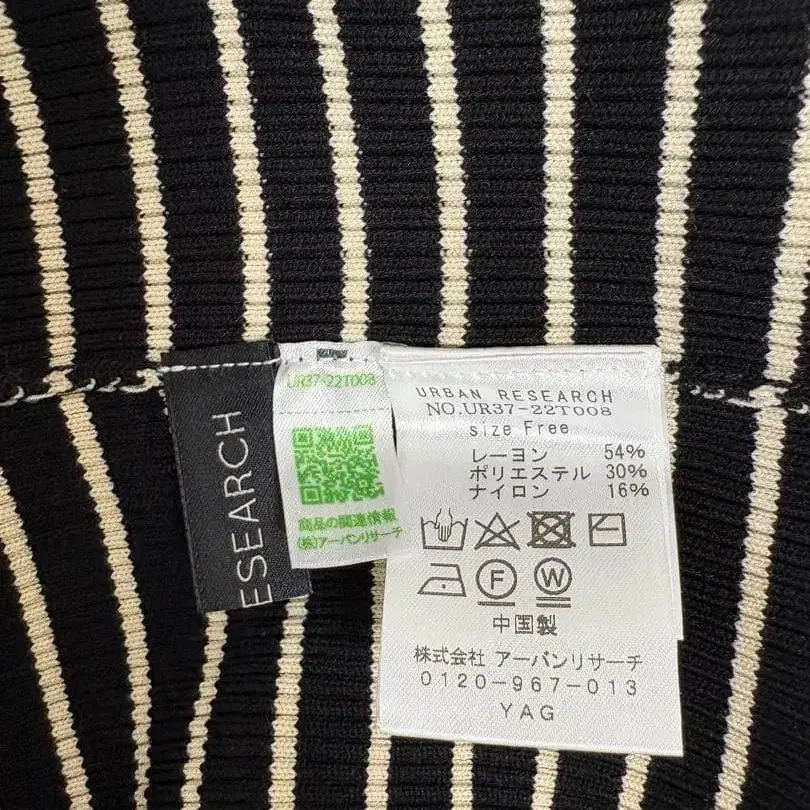 ESEARCH
UR37-22T008
商品の関連情報
(株)アーバンリサーチ
URBAN RESEARCH
NO.UR37-22T008
size Free
レーヨン 54%
ポリエステル 30%
ナイロン 16%
F W
中国製
株式会社 アーバンリサーチ
0120-967-013
YAG